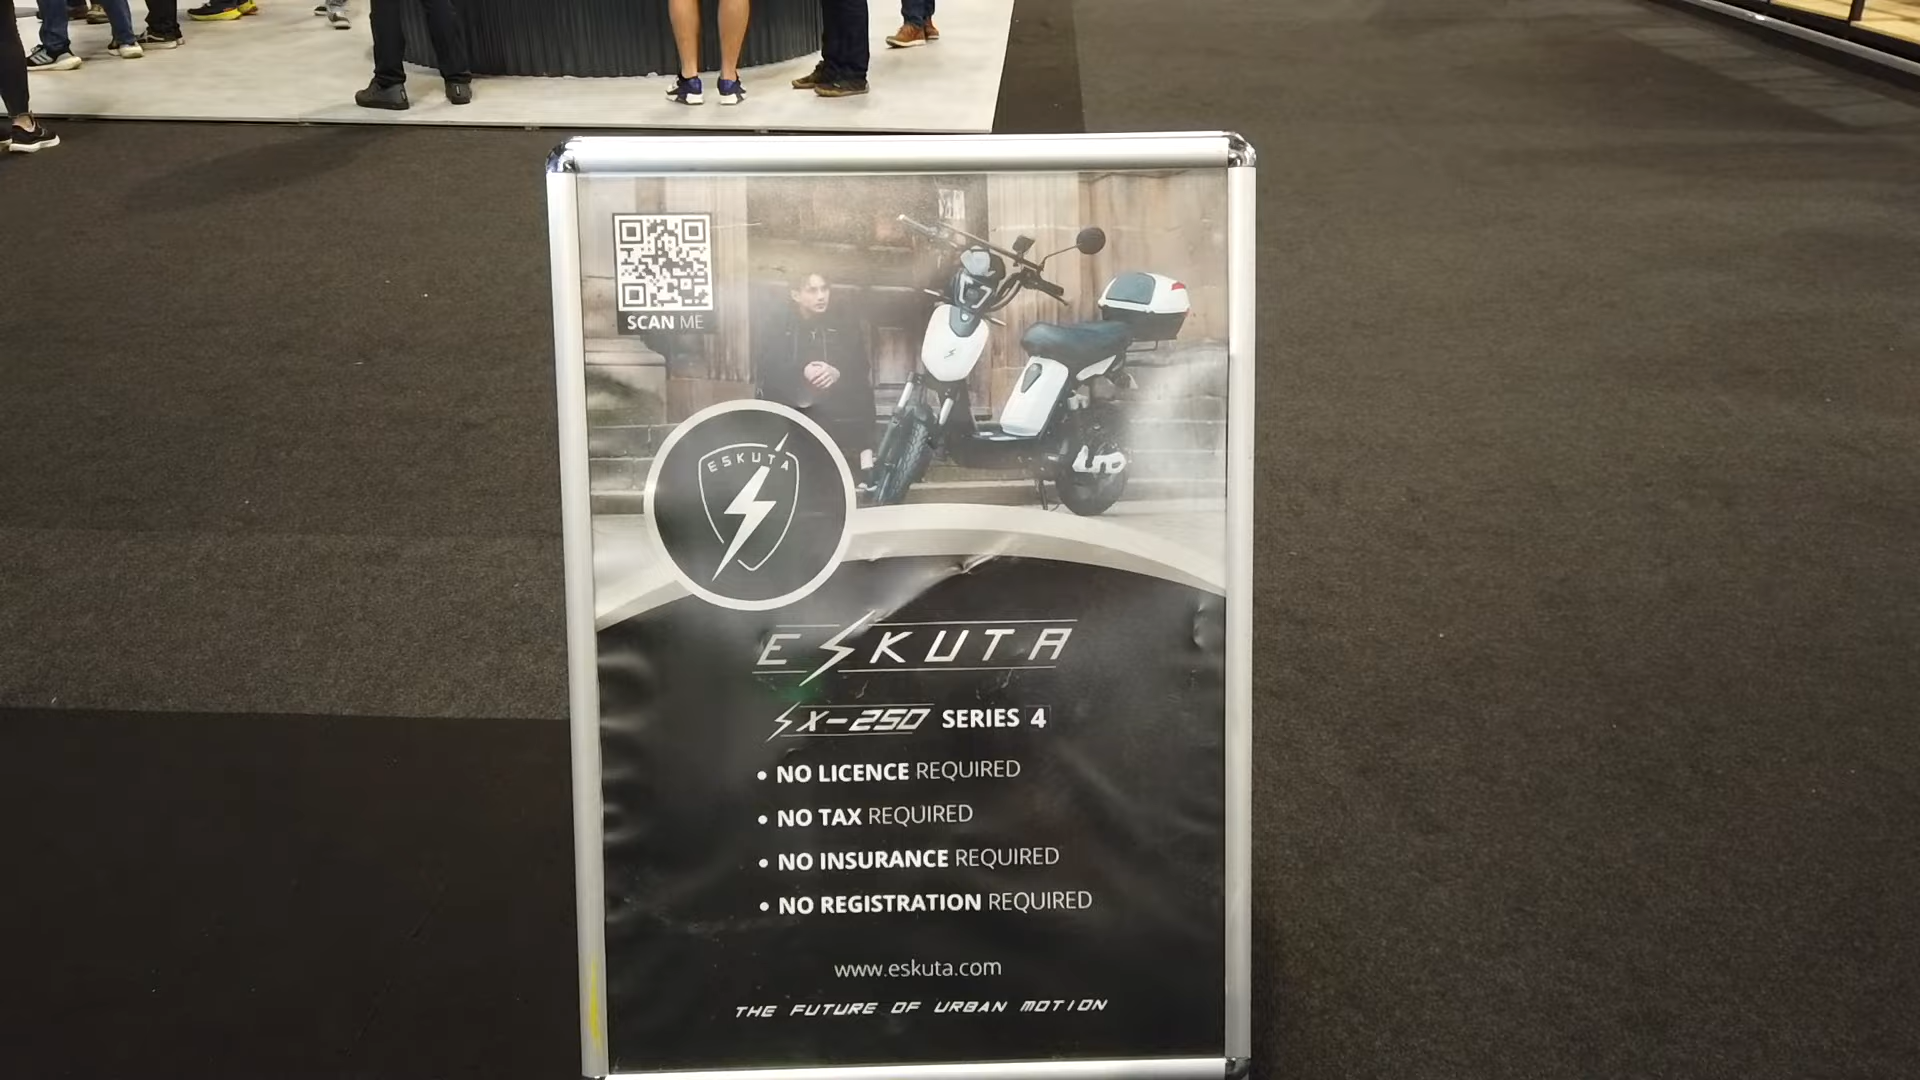 SCAN ME
ESKUTA
ESKUTA
SX-250 SERIES 4
• NO LICENCE REQUIRED
• NO TAX REQUIRED
• NO INSURANCE REQUIRED
• NO REGISTRATION REQUIRED
www.eskuta.com
THE FUTURE OF URBAN MOTION